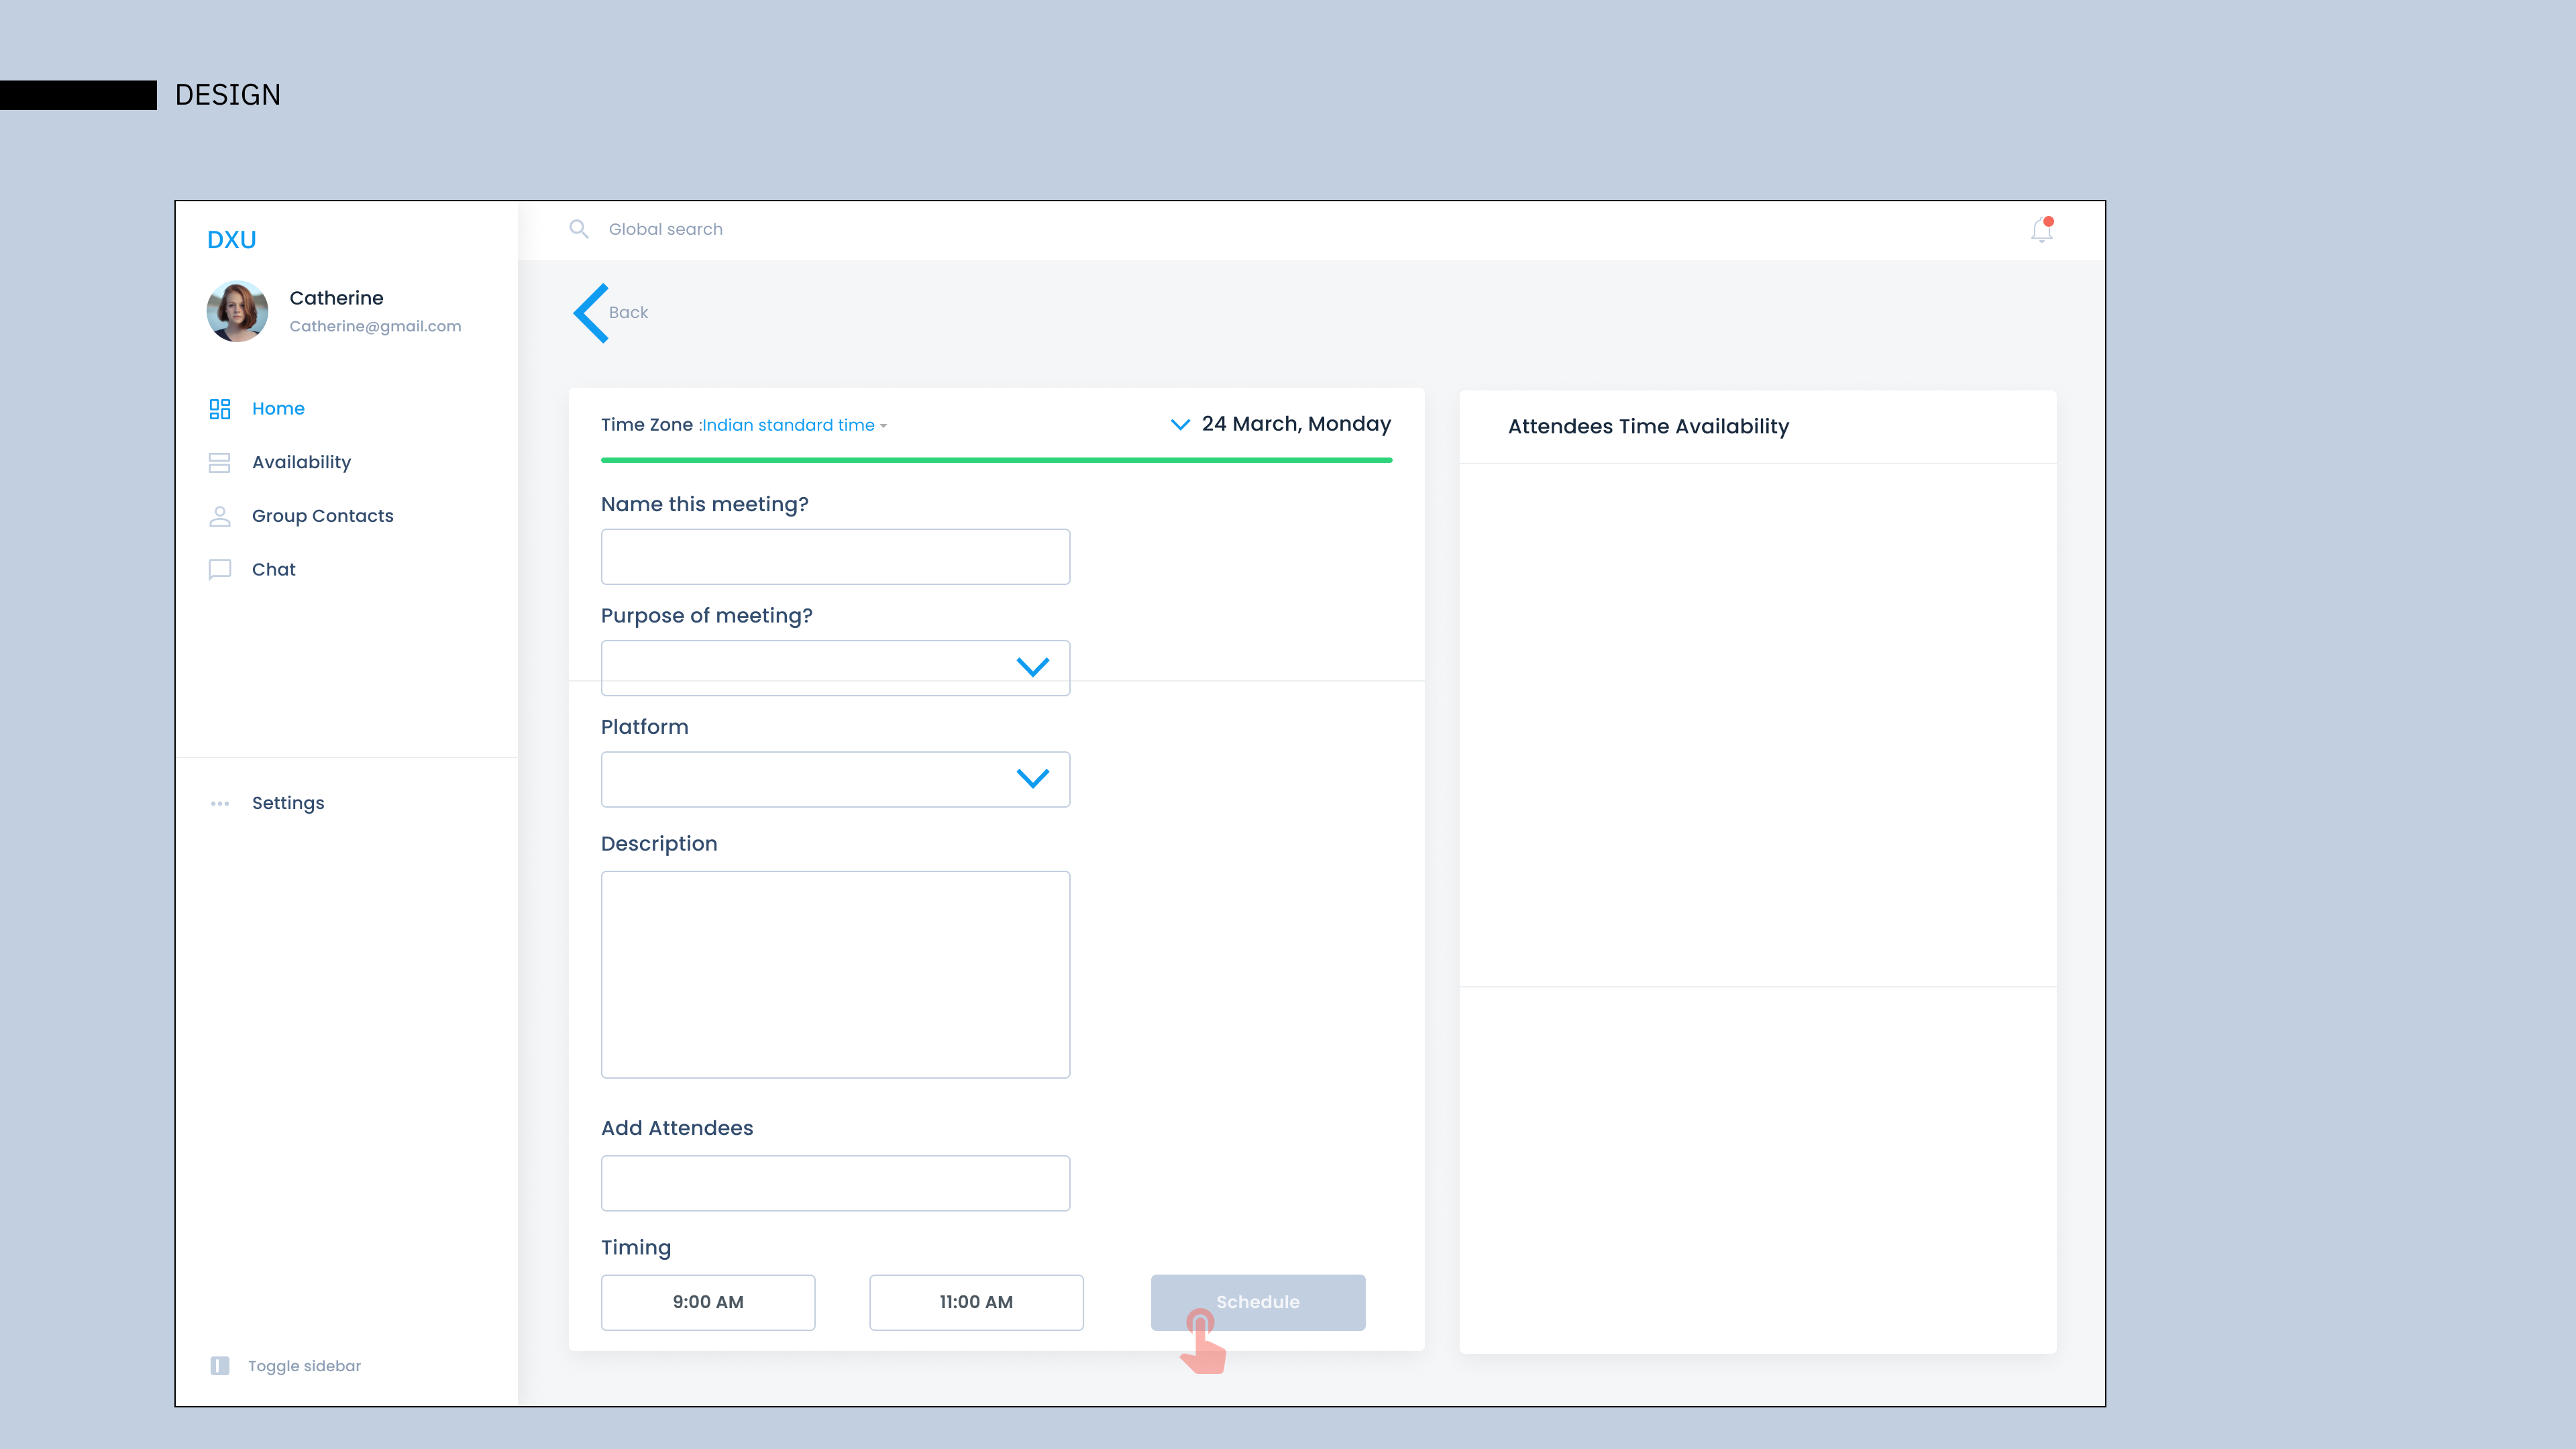 DESIGN
DXU
Global search
Catherine
Catherine@gmail.com
Back
Home
Availability
Group Contacts
Chat
Settings
Toggle sidebar
Time Zone :Indian standard time
24 March, Monday
Name this meeting?
Purpose of meeting?
Platform
Description
Add Attendees
Timing
9:00 AM
11:00 AM
Schedule
Attendees Time Availability